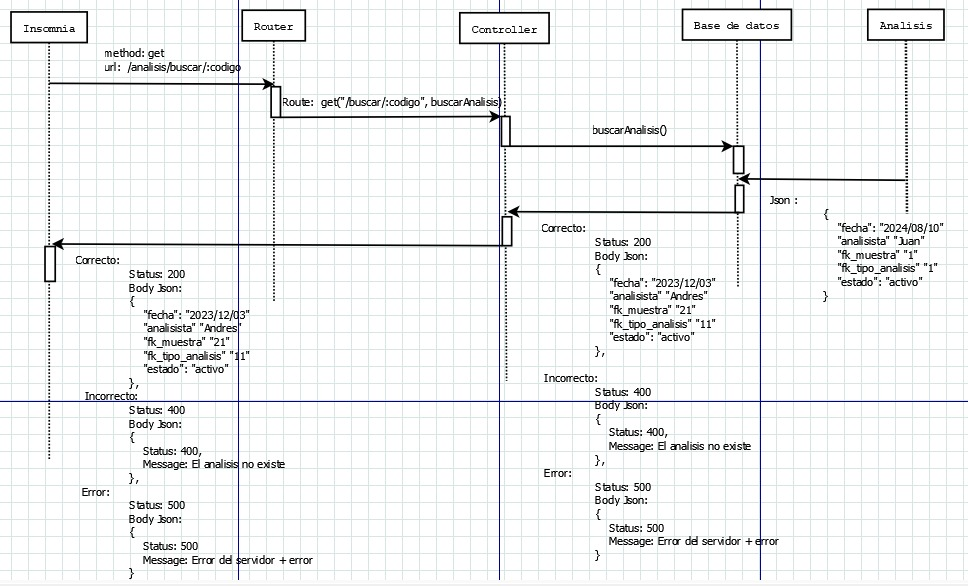 Insomnia
Router
Controller
Base de datos
Analisis
method: get
url: /analisis/buscar/:codigo
Route: get("/buscar/:codigo", buscarAnalisis)
buscarAnalisis()
Json :
{
"fecha": "2024/08/10"
"analisista" "Juan"
"fk_muestra" "1"
"fk_tipo_analisis" "1"
"estado": "activo"
}
Correcto:
Status: 200
Body Json:
{
"fecha": "2023/12/03"
"analisista" "Andres"
"fk_muestra" "21"
"fk_tipo_analisis" "11"
"estado": "activo"
},
Incorrecto:
Status: 400
Body Json:
{
Status: 400,
Message: El analisis no existe
},
Error:
Status: 500
Body Json:
{
Status: 500
Message: Error del servidor + error
}
Correcto:
Status: 200
Body Json:
{
"fecha": "2023/12/03"
"analisista" "Andres"
"fk_muestra" "21"
"fk_tipo_analisis" "11"
"estado": "activo"
},
Incorrecto:
Status: 400
Body Json:
{
Status: 400,
Message: El analisis no existe
},
Error:
Status: 500
Body Json:
{
Status: 500
Message: Error del servidor + error
}